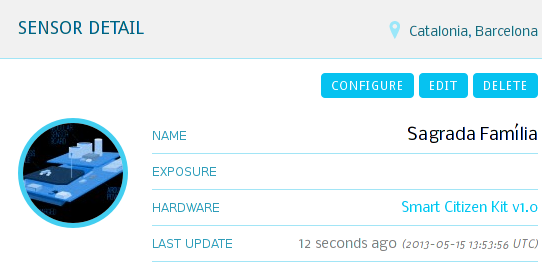 SENSOR DETAIL
Catalonia, Barcelona
CONFIGURE EDIT DELETE
NAME Sagrada Família
EXPOSURE
HARDWARE Smart Citizen Kit v1.0
LAST UPDATE 12 seconds ago (2013-05-15 13:53:56 UTC)